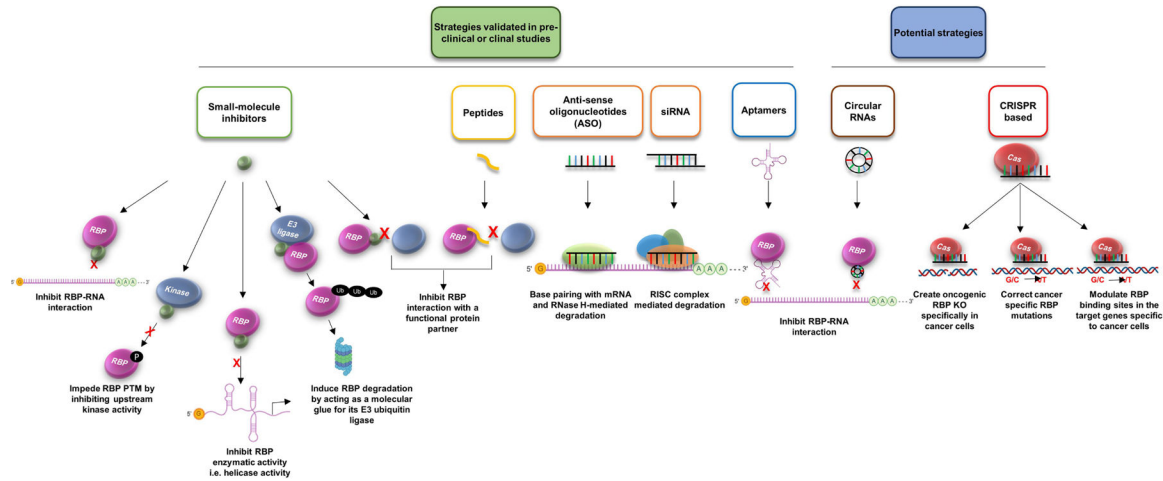 Strategies validated in pre-
clinical or clinal studies
Potential strategies
Small-molecule
inhibitors
Peptides
Anti-sense
oligonucleotides
(ASO)
siRNA
Aptamers
Circular
RNAs
CRISPR
based
Cas
RBP
X
5' G AAA 3'
Inhibit RBP-RNA
interaction
Kinase
X
RBP P
Impede RBP PTM by
inhibiting upstream
kinase activity
RBP
X
5' G
Inhibit RBP
enzymatic activity
i.e. helicase activity
E3
ligase
RBP
RBP Ub Ub Ub
Induce RBP degradation
by acting as a molecular
glue for its E3 ubiquitin
ligase
RBP X
RBP X
Inhibit RBP
interaction with a
functional protein
partner
5' G AAA 3'
Base pairing with mRNA
and RNase H-mediated
degradation
RISC complex
mediated degradation
RBP
X
RBP
X
5' G AAA 3'
Inhibit RBP-RNA
interaction
Cas
Create oncogenic
RBP KO
specifically in
cancer cells
Cas
G/C T/T
Correct cancer
specific RBP
mutations
Cas
G/C T/T
Modulate RBP
binding sites in the
target genes specific
to cancer cells